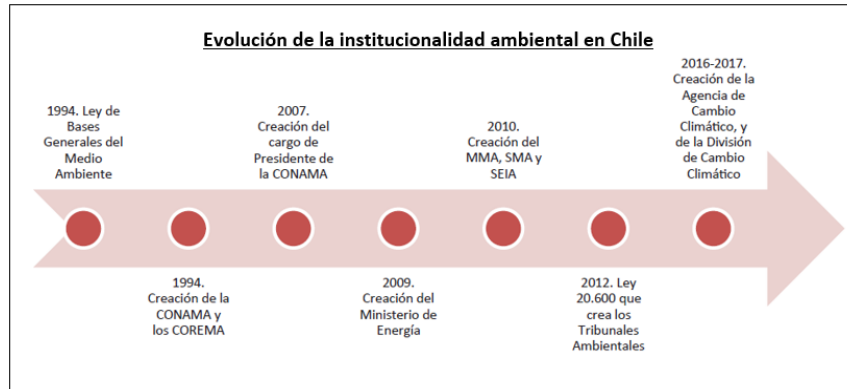 Evolución de la institucionalidad ambiental en Chile
1994. Ley de
Bases
Generales del
Medio
Ambiente
1994.
Creación de la
CONAMA y
los COREMA
2007.
Creación del
cargo de
Presidente de
la CONAMA
2009.
Creación del
Ministerio de
Energía
2010.
Creación del
MMA, SMA y
SEIA
2012. Ley
20.600 que
crea los
Tribunales
Ambientales
2016-2017.
Creación de la
Agencia de
Cambio
Climático, y
de la División
de Cambio
Climático